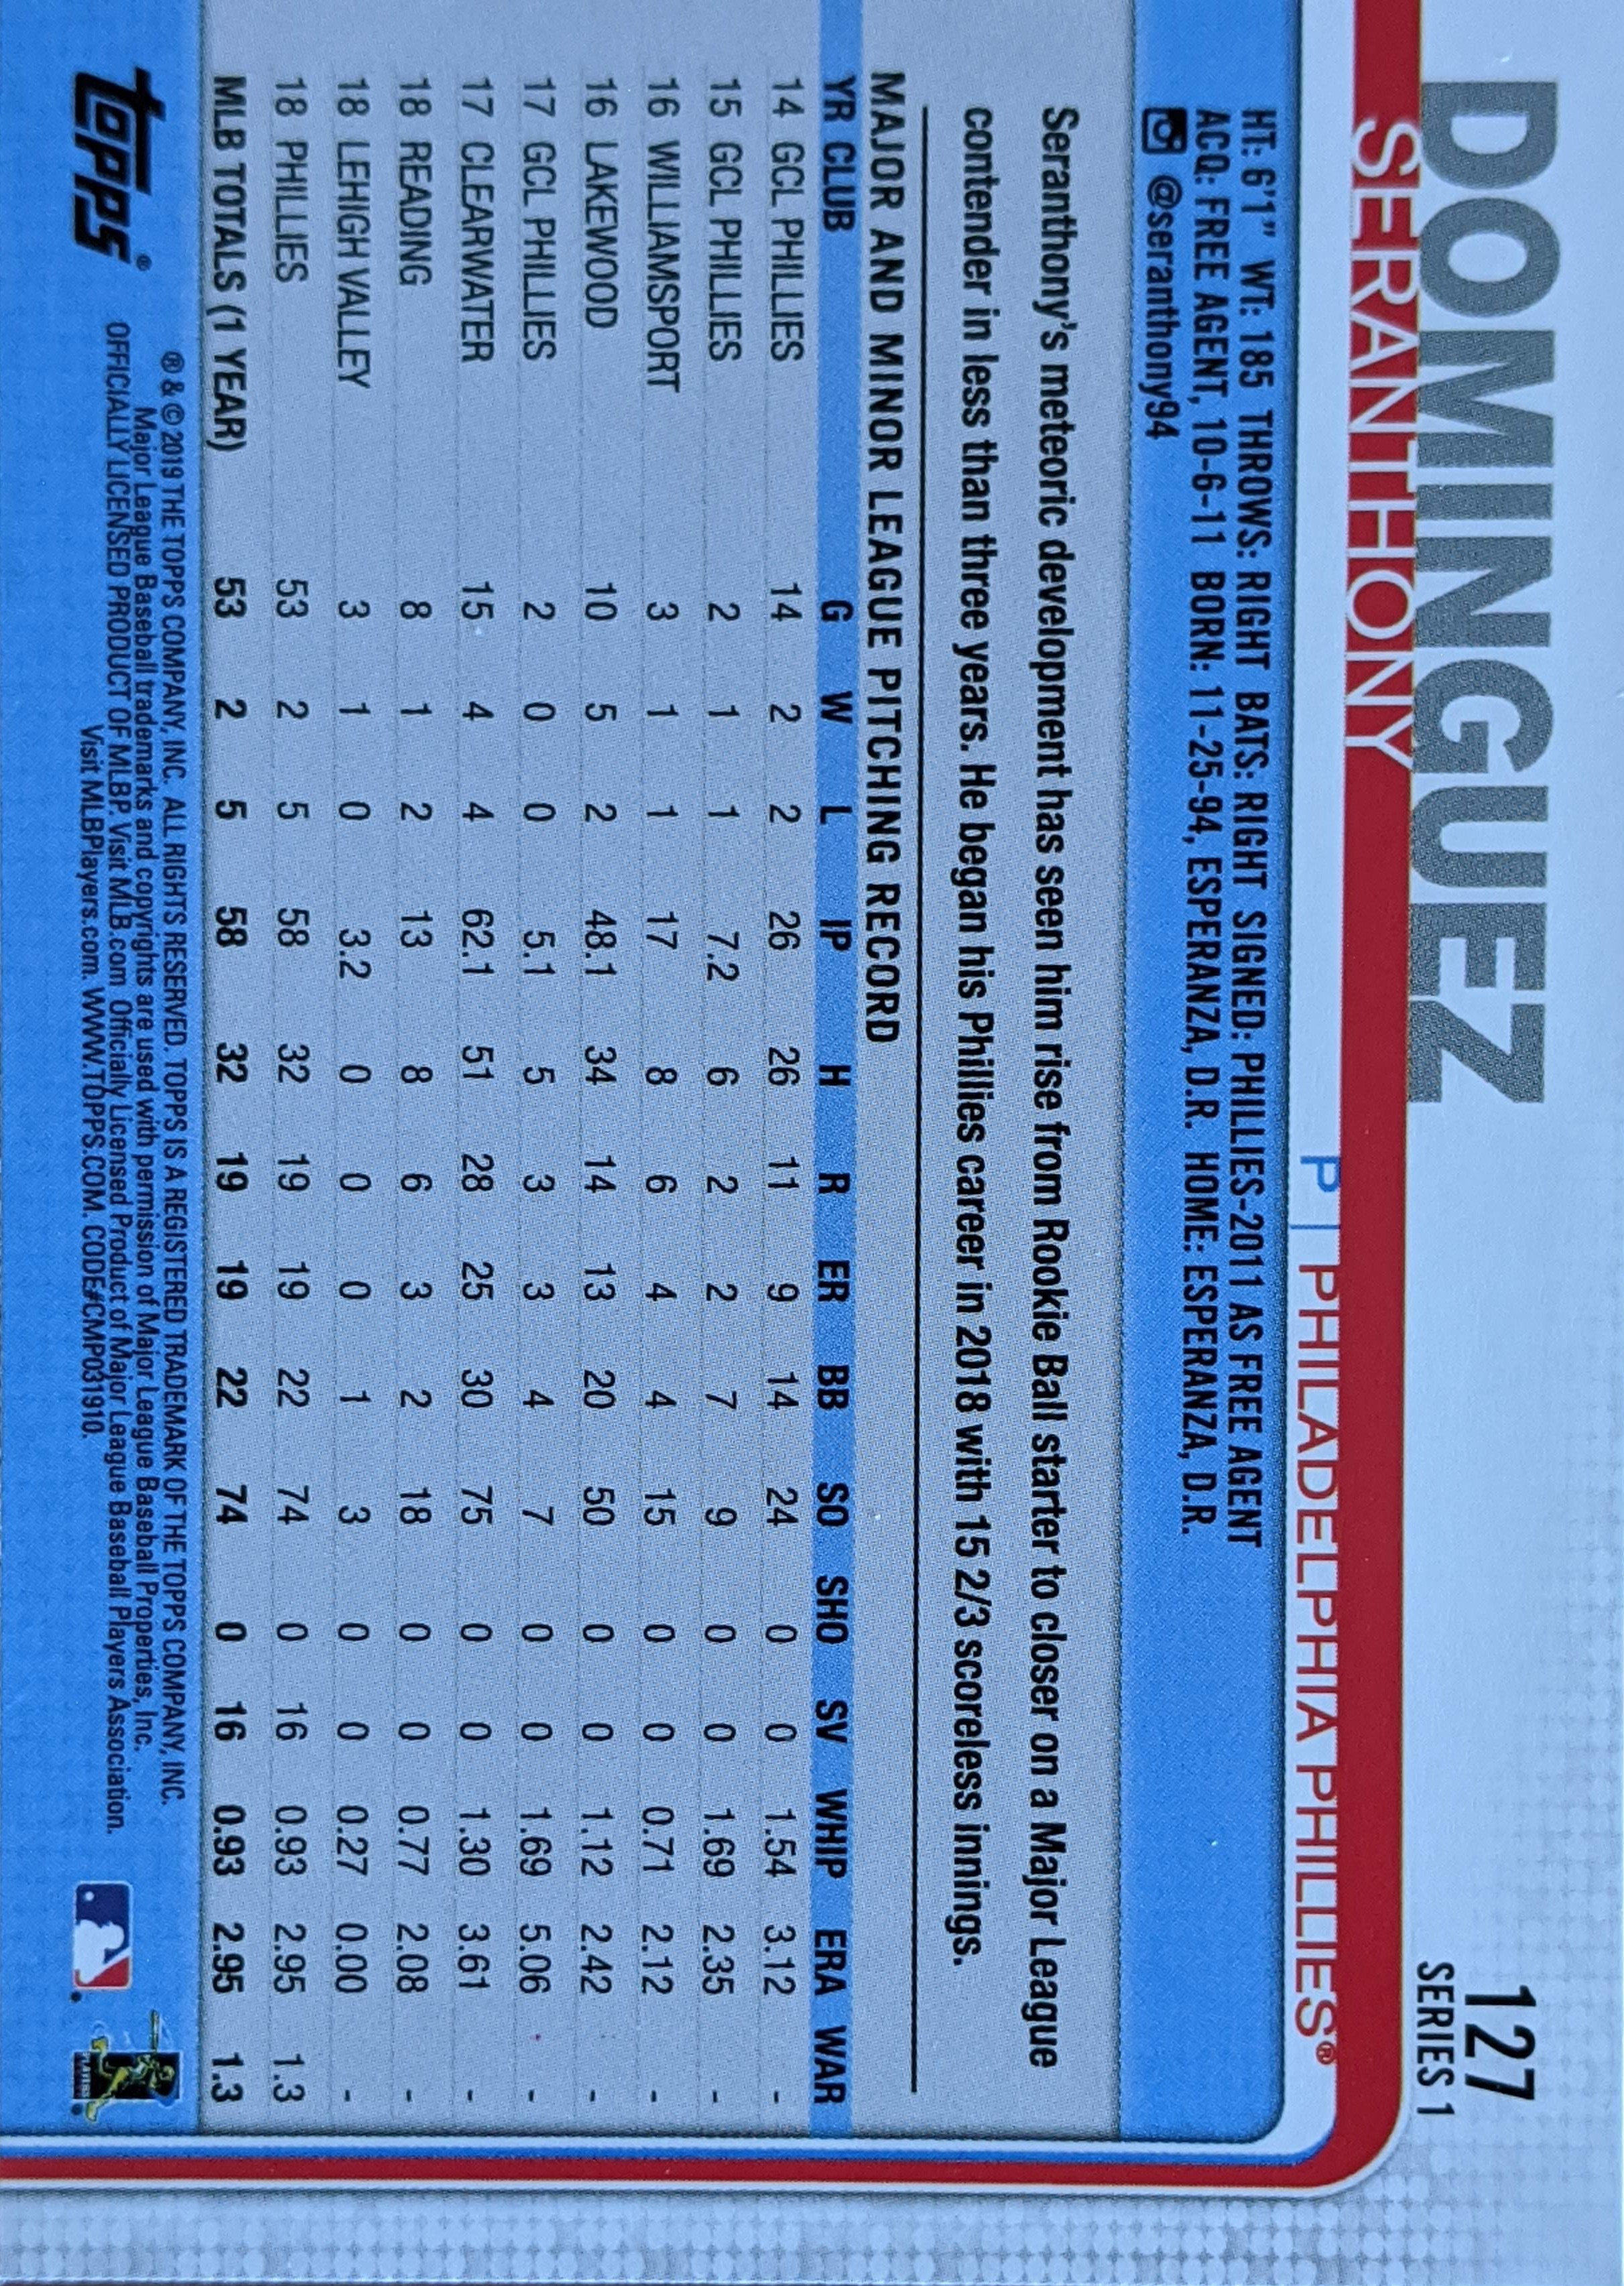 127
SERIES 1
DOMINGUEZ
SERANTHONY
P | PHILADELPHIA PHILLIES®
HT: 6'1" WT: 185 THROWS: RIGHT BATS: RIGHT SIGNED: PHILLIES-2011 AS FREE AGENT
ACQ: FREE AGENT, 10-6-11 BORN: 11-25-94, ESPERANZA, D.R. HOME: ESPERANZA, D.R.
@seranthony94
Seranthony's meteoric development has seen him rise from Rookie Ball starter to closer on a Major League
contender in less than three years. He began his Phillies career in 2018 with 15 2/3 scoreless innings.
MAJOR AND MINOR LEAGUE PITCHING RECORD
YR CLUB G W L IP H R ER BB SO SHO SV WHIP ERA WAR
14 GCL PHILLIES 14 2 2 26 26 11 9 14 24 0 0 1.54 3.12 -
15 GCL PHILLIES 2 1 1 7.2 6 2 2 7 9 0 0 1.69 2.35 -
16 WILLIAMSPORT 3 1 1 17 8 6 4 4 15 0 0 0.71 2.12 -
16 LAKEWOOD 10 5 2 48.1 34 14 13 20 50 0 0 1.12 2.42 -
17 GCL PHILLIES 2 0 0 5.1 5 3 3 4 7 0 0 1.69 5.06 -
17 CLEARWATER 15 4 4 62.1 51 28 25 30 75 0 0 1.30 3.61 -
18 READING 8 1 2 13 8 6 3 2 18 0 0 0.77 2.08 -
18 LEHIGH VALLEY 3 1 0 3.2 0 0 0 1 3 0 0 0.27 0.00 -
18 PHILLIES 53 2 5 58 32 19 19 22 74 0 16 0.93 2.95 1.3
MLB TOTALS (1 YEAR) 53 2 5 58 32 19 19 22 74 0 16 0.93 2.95 1.3
topps®
® & © 2019 THE TOPPS COMPANY, INC. ALL RIGHTS RESERVED. TOPPS IS A REGISTERED TRADEMARK OF THE TOPPS COMPANY, INC.
Major League Baseball trademarks and copyrights are used with permission of Major League Baseball Properties, Inc.
OFFICIALLY LICENSED PRODUCT OF MLBP. Visit MLB.com Officially Licensed Product of Major League Baseball Players Association.
Visit MLBPlayers.com. WWW.TOPPS.COM. CODE#CMP031910.
PLAYERS